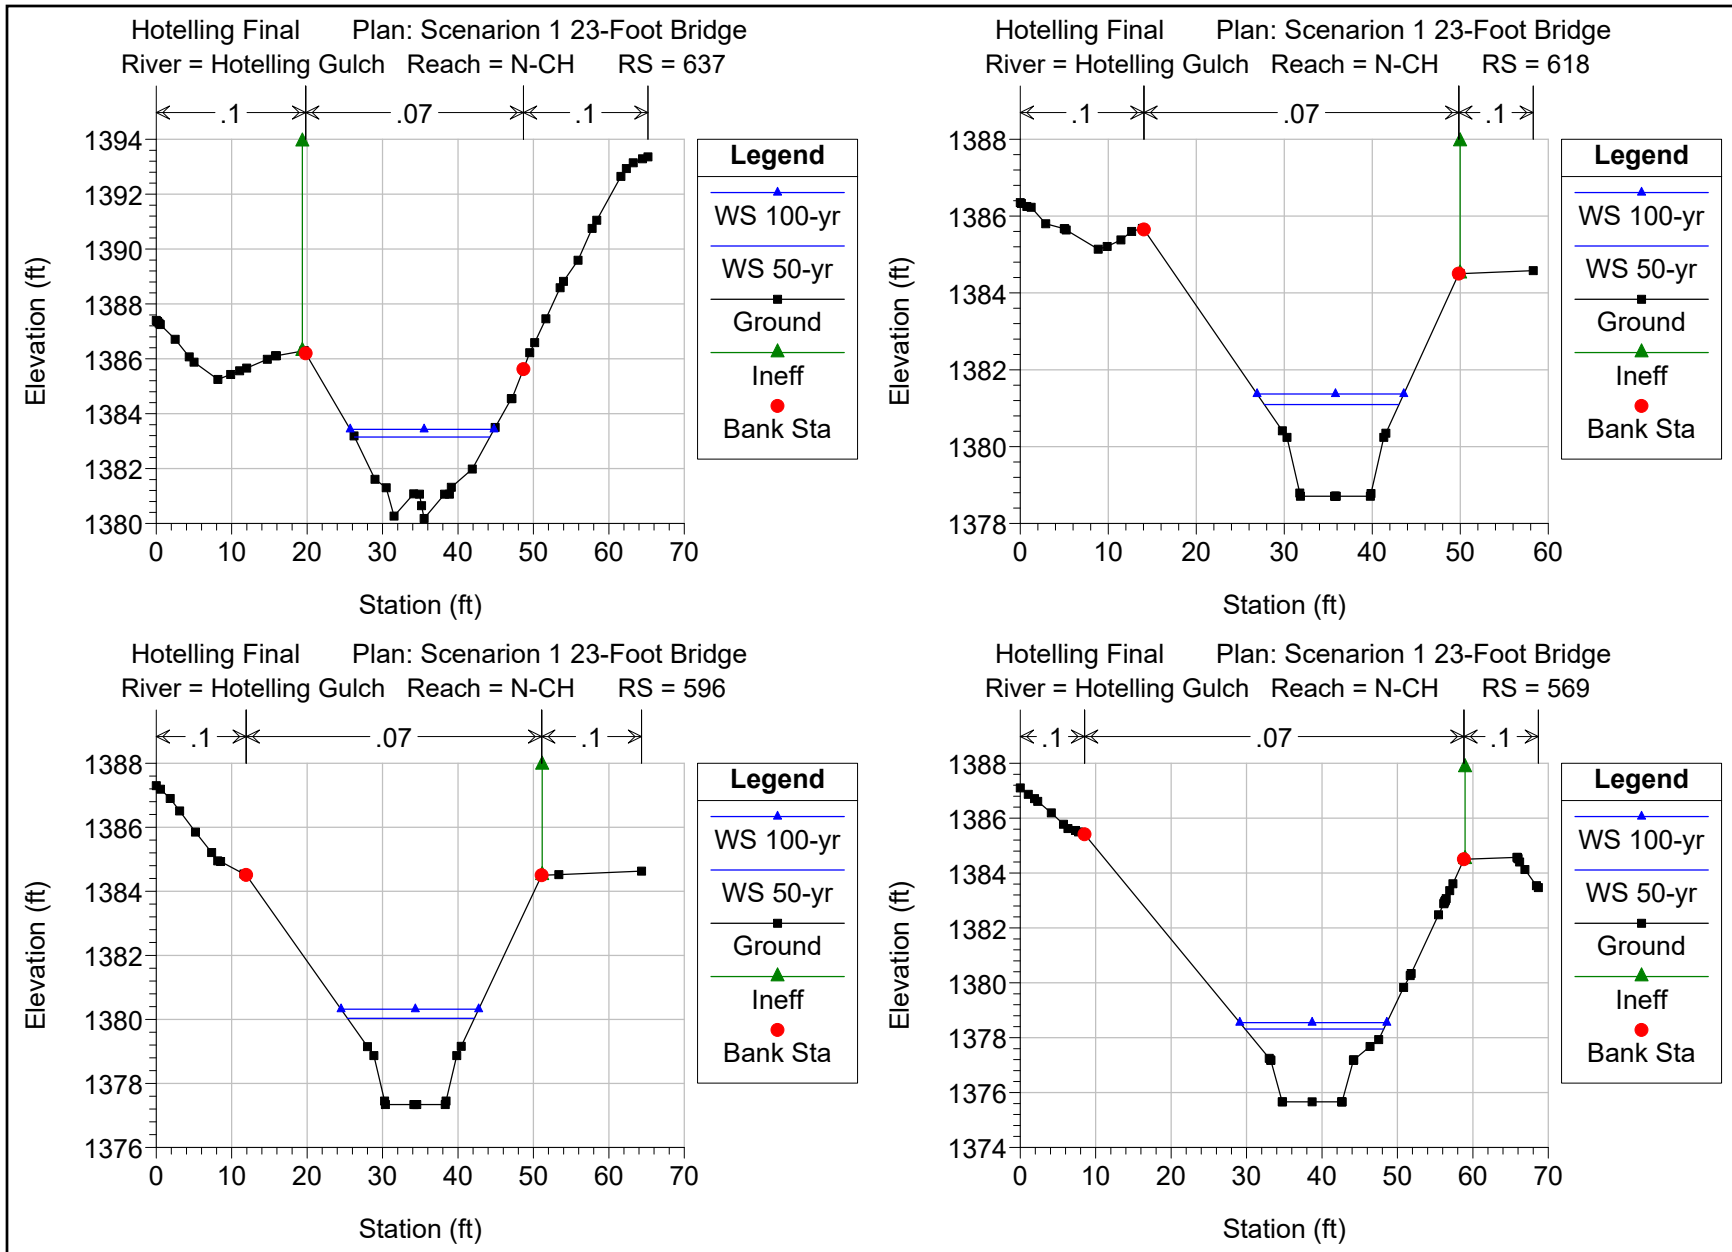 Hotelling Final Plan: Scenarion 1 23-Foot Bridge
River = Hotelling Gulch Reach = N-CH RS = 637
.1 .07 .1
1394
1392
1390
1388
1386
1384
1382
1380
0 10 20 30 40 50 60 70
Elevation (ft)
Station (ft)
Legend
WS 100-yr
WS 50-yr
Ground
Ineff
Bank Sta
Hotelling Final Plan: Scenarion 1 23-Foot Bridge
River = Hotelling Gulch Reach = N-CH RS = 618
.1 .07 .1
1388
1386
1384
1382
1380
1378
0 10 20 30 40 50 60
Elevation (ft)
Station (ft)
Legend
WS 100-yr
WS 50-yr
Ground
Ineff
Bank Sta
Hotelling Final Plan: Scenarion 1 23-Foot Bridge
River = Hotelling Gulch Reach = N-CH RS = 596
.1 .07 .1
1388
1386
1384
1382
1380
1378
1376
0 10 20 30 40 50 60 70
Elevation (ft)
Station (ft)
Legend
WS 100-yr
WS 50-yr
Ground
Ineff
Bank Sta
Hotelling Final Plan: Scenarion 1 23-Foot Bridge
River = Hotelling Gulch Reach = N-CH RS = 569
.1 .07 .1
1388
1386
1384
1382
1380
1378
1376
1374
0 10 20 30 40 50 60 70
Elevation (ft)
Station (ft)
Legend
WS 100-yr
WS 50-yr
Ground
Ineff
Bank Sta